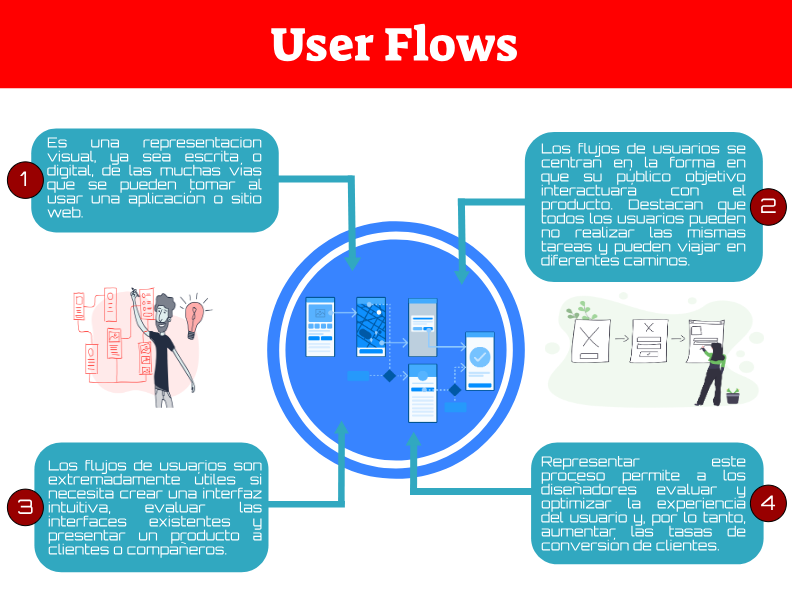 User Flows
1
Es una representacion
visual, ya sea escrita o
digital, de las muchas vías
que se pueden tomar al
usar una aplicación o sitio
web.
2
Los flujos de usuarios se
centran en la forma en
que su público objetivo
interactuará con el
producto. Destacan que
todos los usuarios pueden
no realizar las mismas
tareas y pueden viajar en
diferentes caminos.
3
Los flujos de usuarios son
extremadamente útiles si
necesita crear una interfaz
intuitiva, evaluar las
interfaces existentes y
presentar un producto a
clientes o compañeros.
4
Representar este
proceso permite a los
diseñadores evaluar y
optimizar la experiencia
del usuario y, por lo tanto,
aumentar las tasas de
conversión de clientes.